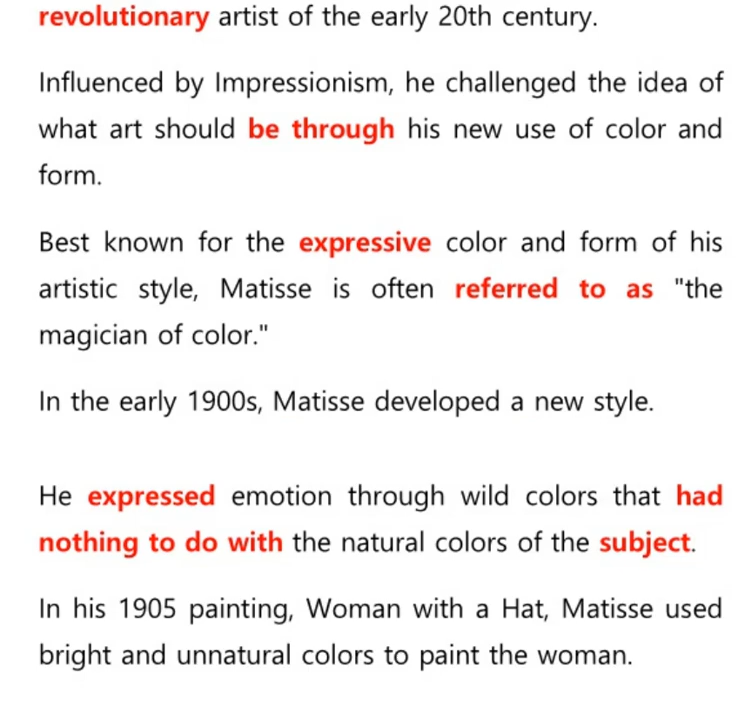 revolutionary artist of the early 20th century.
Influenced by Impressionism, he challenged the idea of
what art should be through his new use of color and
form.
Best known for the expressive color and form of his
artistic style, Matisse is often referred to as "the
magician of color."
In the early 1900s, Matisse developed a new style.
He expressed emotion through wild colors that had
nothing to do with the natural colors of the subject.
In his 1905 painting, Woman with a Hat, Matisse used
bright and unnatural colors to paint the woman.